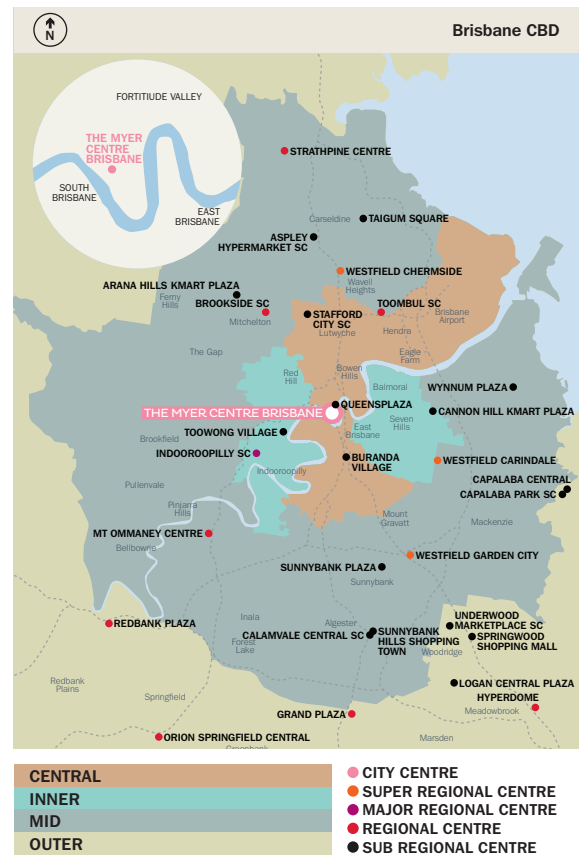 N
Brisbane CBD
FORTITIUDE VALLEY
THE MYER
CENTRE
BRISBANE
SOUTH
BRISBANE
EAST
BRISBANE
STRATHPINE CENTRE
Carseldine
TAIGUM SQUARE
ASPLEY
HYPERMARKET SC
WESTFIELD CHERMSIDE
Wavell
Heights
ARANA HILLS KMART PLAZA
Ferny
Hills
BROOKSIDE SC
Mitchelton
TOOMBUL SC
STAFFORD
CITY SC
Lutwyche
Hendra
Brisbane
Airport
The Gap
Eagle
Farm
Red
Hill
Bowen
Hills
Balmoral
WYNNUM PLAZA
QUEENSPLAZA
THE MYER CENTRE BRISBANE
CANNON HILL KMART PLAZA
Seven
Hills
East
Brisbane
TOOWONG VILLAGE
Brookfield
INDOOROOPILLY SC
BURANDA
VILLAGE
WESTFIELD CARINDALE
Indooroopilly
CAPALABA CENTRAL
CAPALABA PARK SC
Pullenvale
Pinjarra
Hills
Mount
Gravatt
Mackenzie
MT OMMANEY CENTRE
Bellbowrie
WESTFIELD GARDEN CITY
SUNNYBANK PLAZA
Sunnybank
REDBANK PLAZA
Inala
Algester
UNDERWOOD
MARKETPLACE SC
CALAMVALE CENTRAL SC
SUNNYBANK
HILLS SHOPPING
TOWN
SPRINGWOOD
SHOPPING MALL
Forest
Lake
Woodridge
Redbank
Plains
LOGAN CENTRAL PLAZA
Springfield
HYPERDOME
Meadowbrook
GRAND PLAZA
ORION SPRINGFIELD CENTRAL
Marsden
Greenbank
CENTRAL
INNER
MID
OUTER
CITY CENTRE
SUPER REGIONAL CENTRE
MAJOR REGIONAL CENTRE
REGIONAL CENTRE
SUB REGIONAL CENTRE